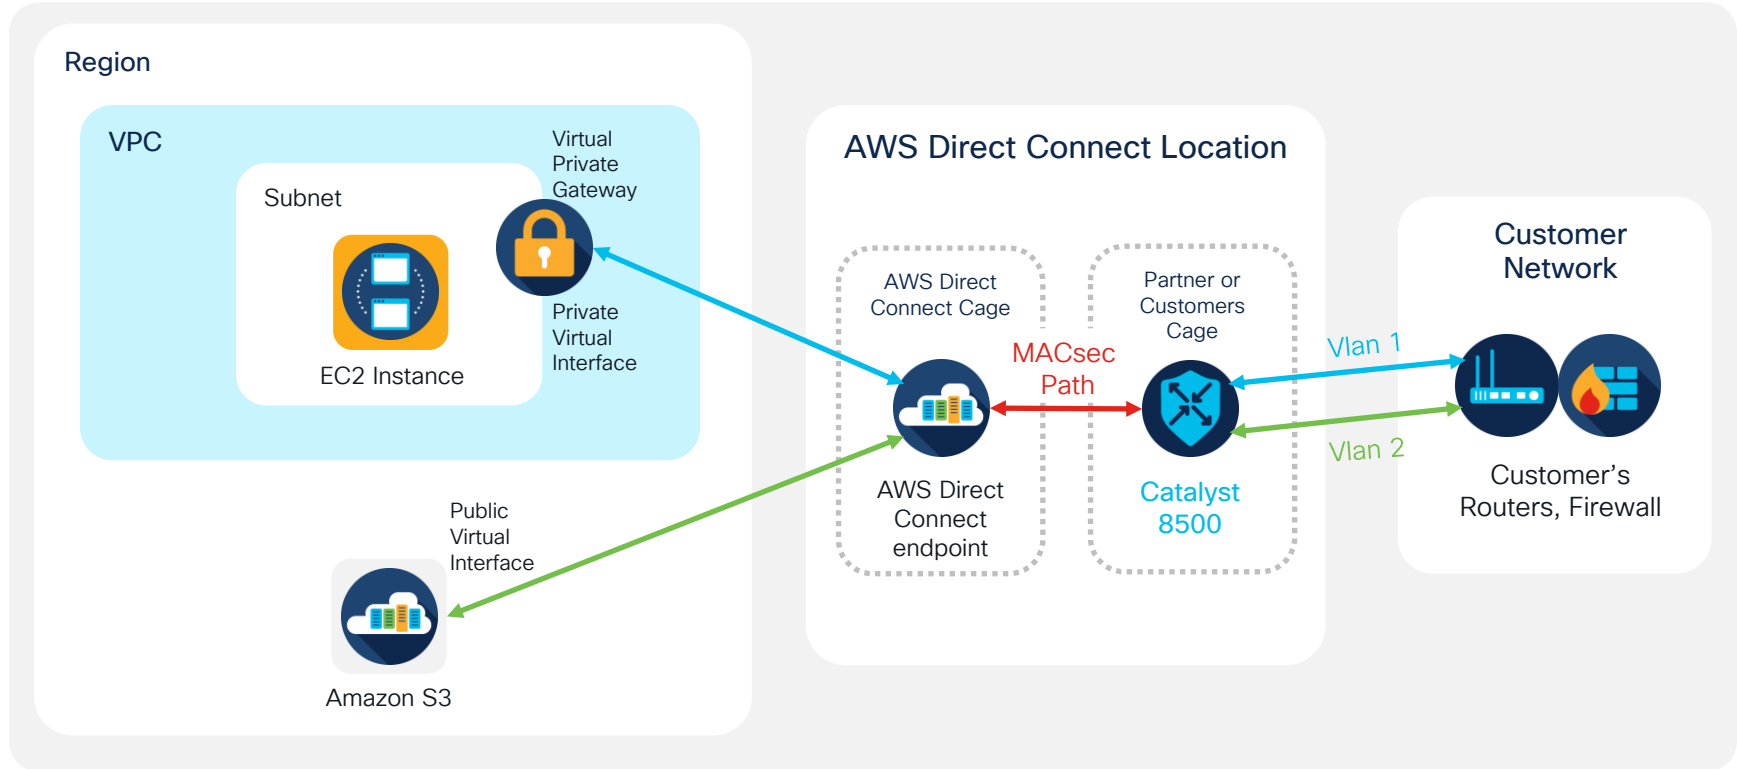 Region
VPC
Subnet
EC2 Instance
Virtual
Private
Gateway
Private
Virtual
Interface
Public
Virtual
Interface
Amazon S3
AWS Direct Connect Location
AWS Direct
Connect Cage
MACsec
Path
AWS Direct
Connect
endpoint
Partner or
Customers
Cage
Catalyst
8500
Vlan 1
Vlan 2
Customer
Network
Customer’s
Routers, Firewall